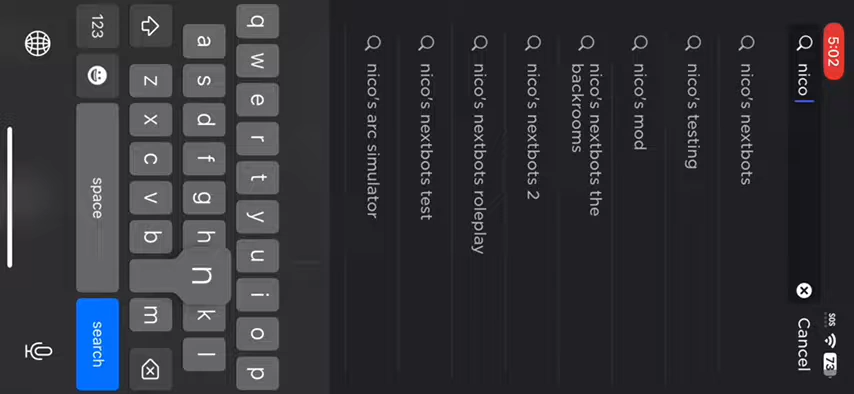 5:02
SOS
73
nico
Cancel
nico's nextbots
nico's testing
nico's mod
nico's nextbots the
backrooms
nico's nextbots 2
nico's nextbots roleplay
nico's nextbots test
nico's arc simulator
q w e r t y u i o p
a s d f g h k l
z x c v b n m
123
space
search